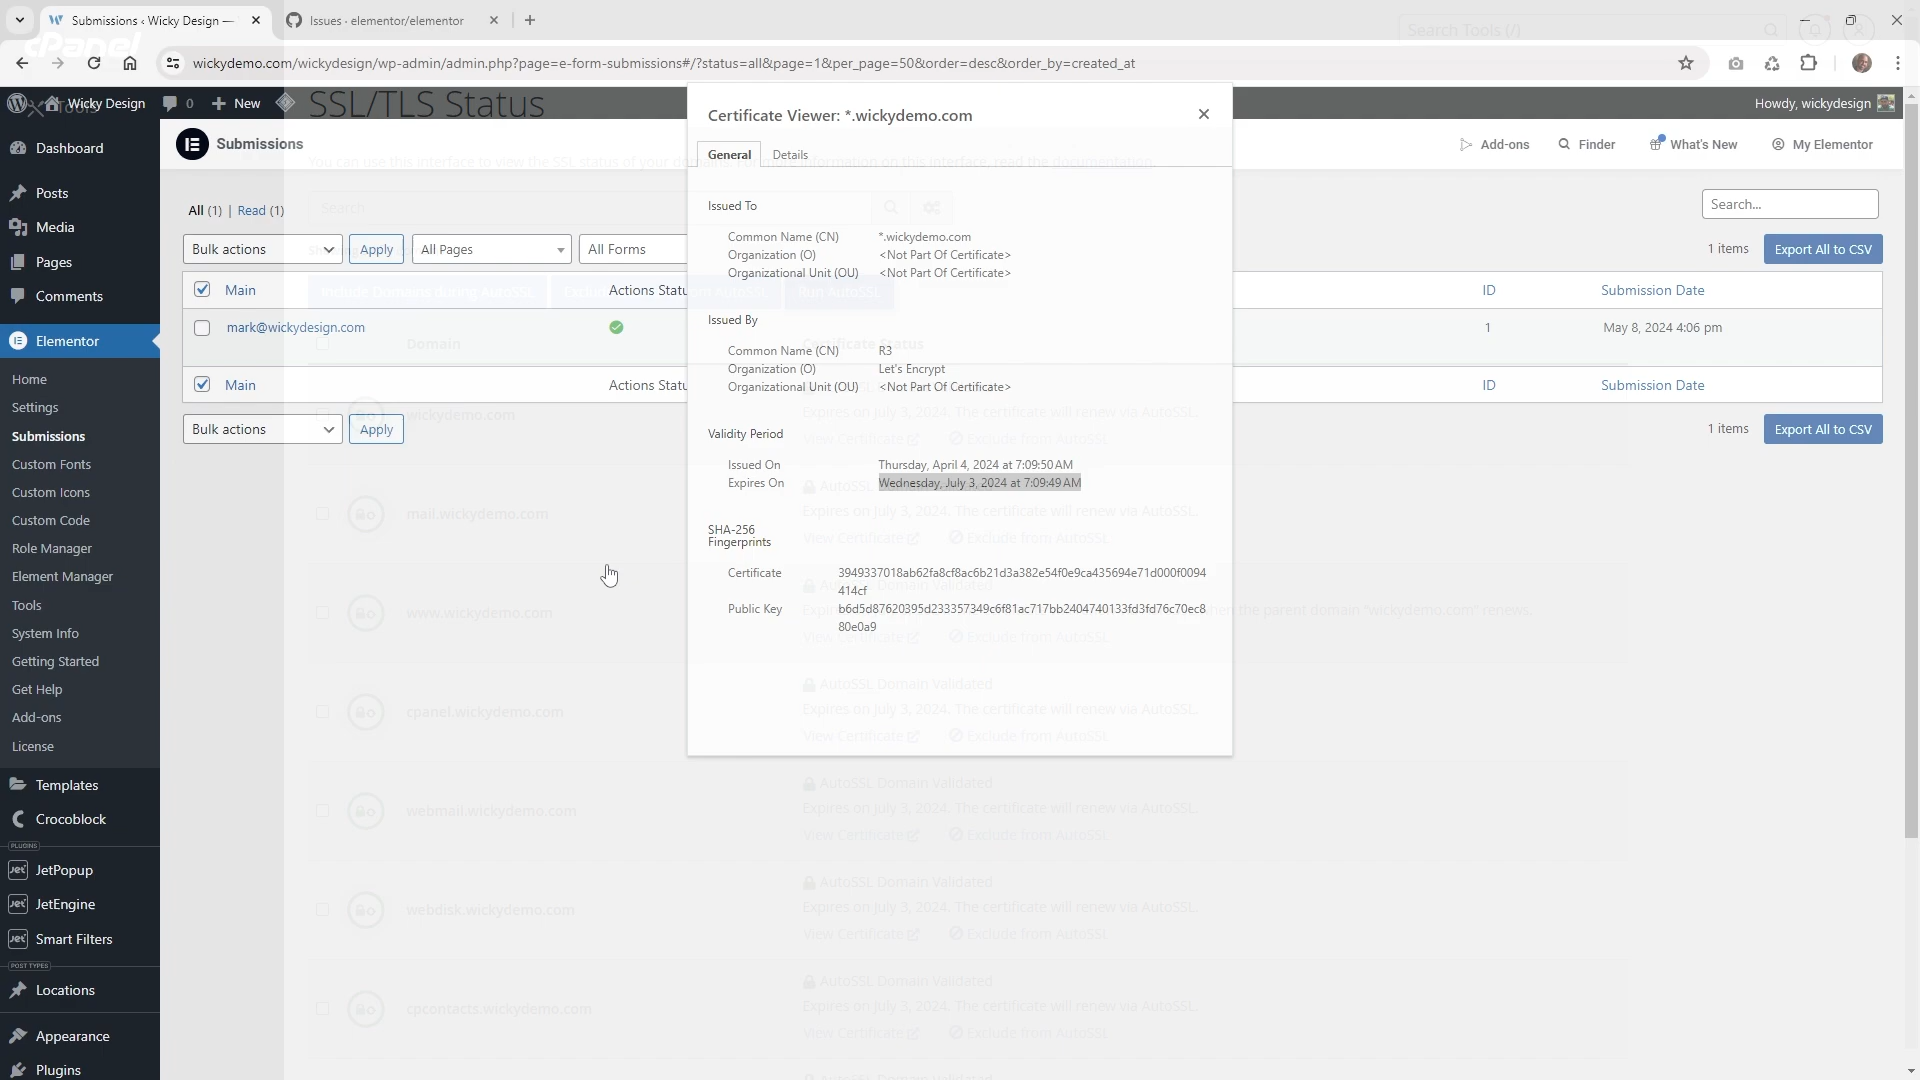 Submissions ‹ Wicky Design —
Issues · elementor/elementor
Search Tools (/)
cPanel
wickydemo.com/wickydesign/wp-admin/admin.php?page=e-form-submissions#/?status=all&page=1&per_page=50&order=desc&order_by=created_at
Wicky Design
0
New
Tools
SSL/TLS Status
Howdy, wickydesign
Dashboard
Posts
Media
Pages
Comments
Elementor
Home
Settings
Submissions
Custom Fonts
Custom Icons
Custom Code
Role Manager
Element Manager
Tools
System Info
Getting Started
Get Help
Add-ons
License
Templates
Crocoblock
PLUGINS
JetPopup
JetEngine
Smart Filters
POST TYPES
Locations
Appearance
Plugins
Submissions
Add-ons
Finder
What's New
My Elementor
You can use this interface to view the SSL status of your
information on this interface, read the documentation.
All (1) | Read (1)
Search
Search...
Bulk actions
Apply
All Pages
All Forms
1 items
Export All to CSV
Include Domains during AutoSSL
Run AutoSSL
Main
Actions Statu
ID
Submission Date
mark@wickydesign.com
1
May 8, 2024 4:06 pm
Domain
Certificate Status
Main
Actions Statu
ID
Submission Date
Bulk actions
Apply
1 items
Export All to CSV
wickydemo.com
Expires on July 3, 2024. The certificate will renew via AutoSSL.
View Certificate
Exclude from AutoSSL
mail.wickydemo.com
AutoSSL
Expires on July 3, 2024. The certificate will renew via AutoSSL.
View Certificate
Exclude from AutoSSL
www.wickydemo.com
AutoSSL Domain Validated
when the parent domain "wickydemo.com" renews.
View Certificate
Exclude from AutoSSL
cpanel.wickydemo.com
AutoSSL Domain Validated
Expires on July 3, 2024. The certificate will renew via AutoSSL.
View Certificate
Exclude from AutoSSL
webmail.wickydemo.com
AutoSSL Domain Validated
Expires on July 3, 2024. The certificate will renew via AutoSSL.
View Certificate
Exclude from AutoSSL
webdisk.wickydemo.com
AutoSSL Domain Validated
Expires on July 3, 2024. The certificate will renew via AutoSSL.
View Certificate
Exclude from AutoSSL
cpcontacts.wickydemo.com
AutoSSL Domain Validated
Expires on July 3, 2024. The certificate will renew via AutoSSL.
View Certificate
Exclude from AutoSSL
Certificate Viewer: *.wickydemo.com
General
Details
Issued To
Common Name (CN) *.wickydemo.com
Organization (O) <Not Part Of Certificate>
Organizational Unit (OU) <Not Part Of Certificate>
Issued By
Common Name (CN) R3
Organization (O) Let's Encrypt
Organizational Unit (OU) <Not Part Of Certificate>
Validity Period
Issued On Thursday, April 4, 2024 at 7:09:50 AM
Expires On Wednesday, July 3, 2024 at 7:09:49 AM
SHA-256
Fingerprints
Certificate 3949337018ab62fa8cf8ac6b21d3a382e54f0e9ca435694e71d000f0094
414cf
Public Key b6d5d87620395d233357349c6f81ac717bb2404740133fd3fd76c70ec8
80e0a9